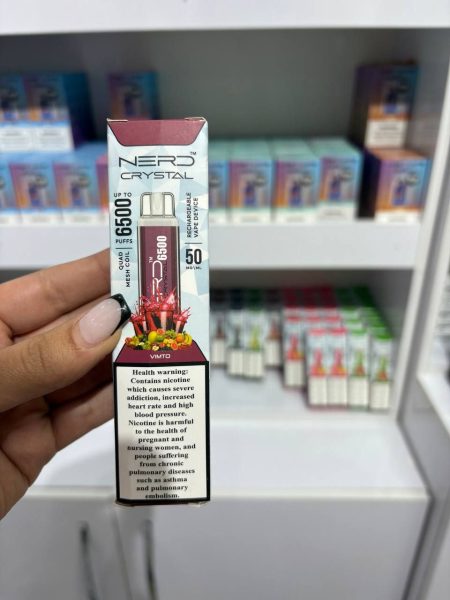 NERD™
CRYSTAL
UP TO
6500
PUFFS
QUAD
MESH COIL
RECHARGEABLE
VAPE DEVICE
50
MG/ML
NERD™
6500
VIMTO
Health warning:
Contains nicotine
which causes severe
addiction, increased
heart rate and high
blood pressure.
Nicotine is harmful
to the health of
pregnant and
nursing women, and
people suffering
from chronic
pulmonary diseases
such as asthma
and pulmonary
embolism.